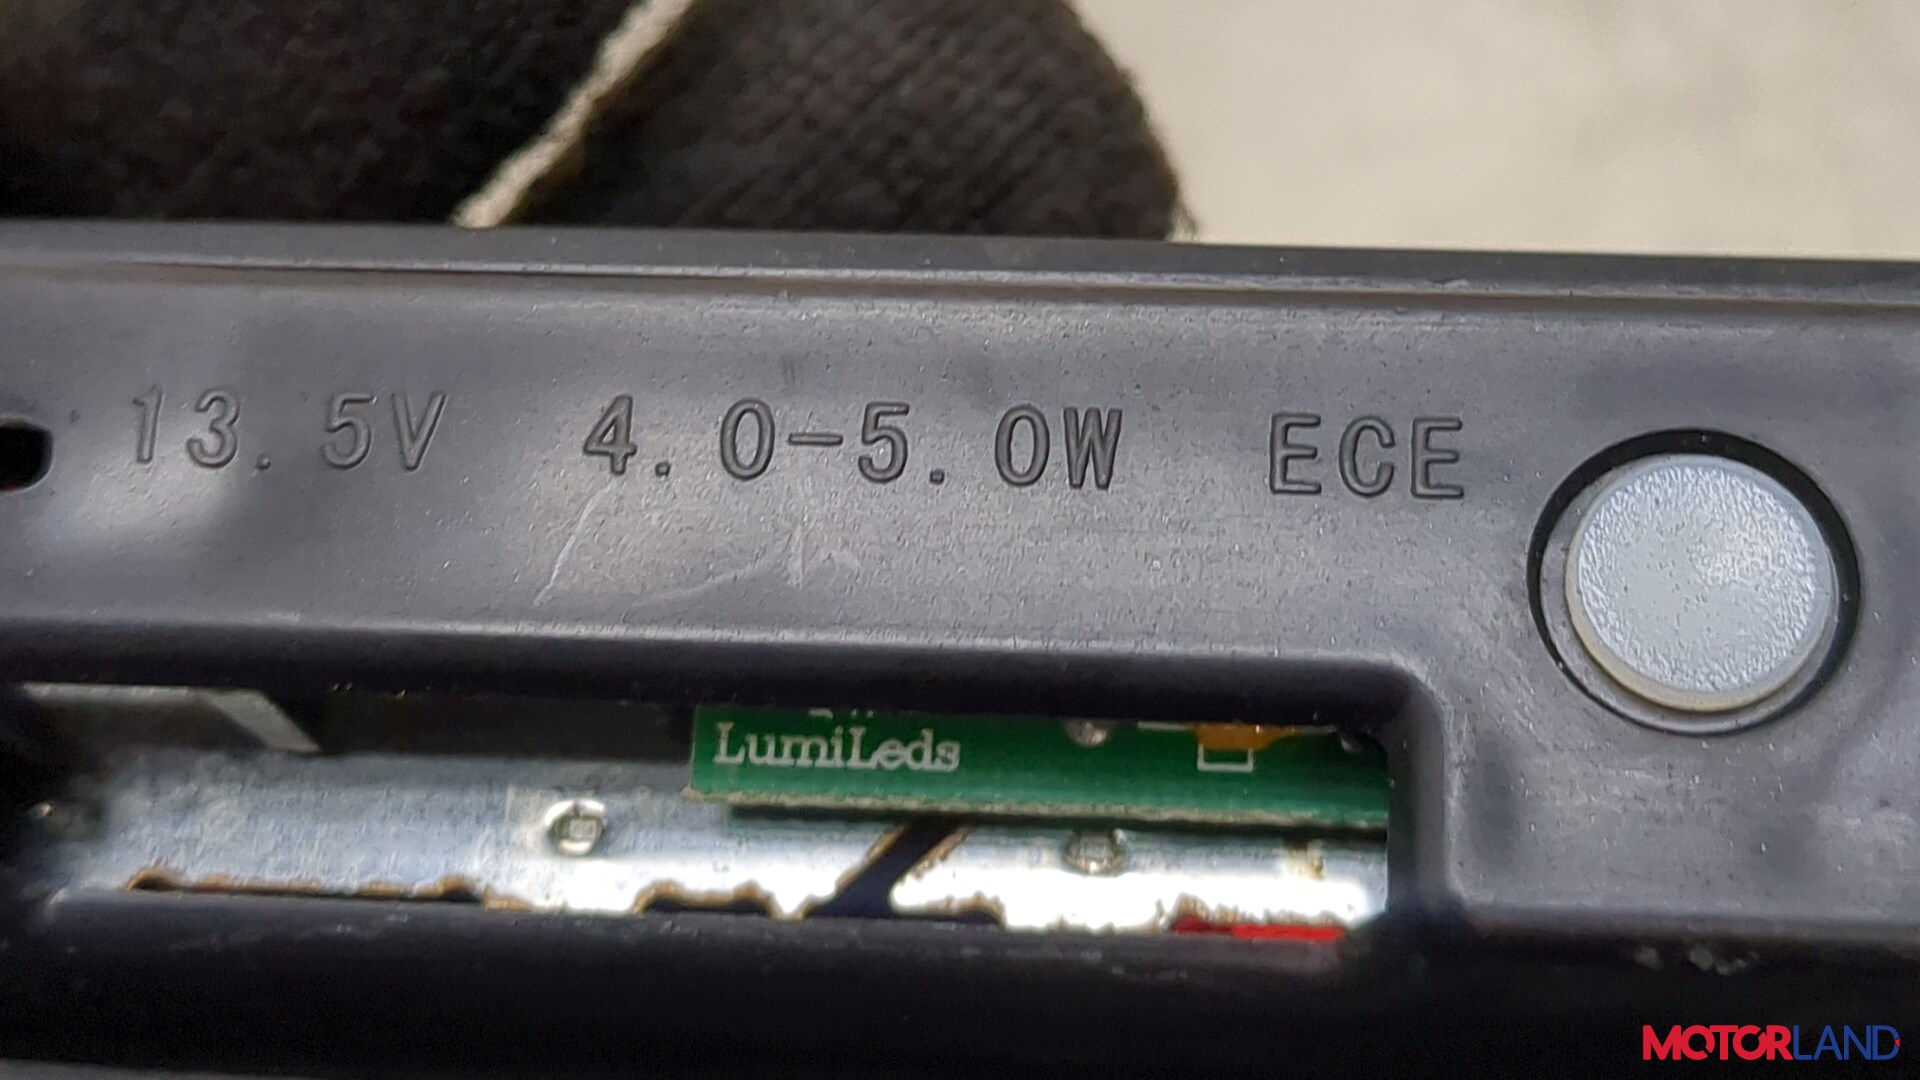 13.5V 4.0-5.0W ECE
LumiLeds
MOTORLAND